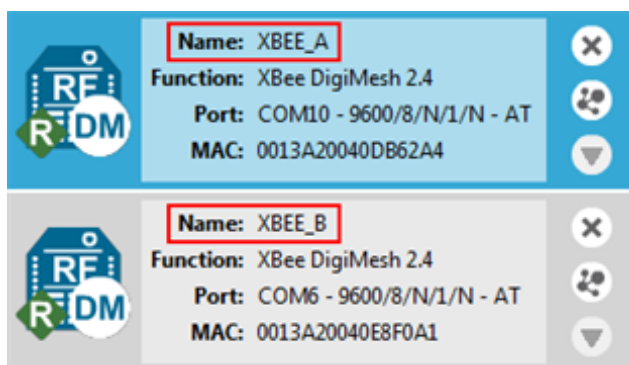 Name: XBEE_A
Function: XBee DigiMesh 2.4
Port: COM10 - 9600/8/N/1/N - AT
MAC: 0013A20040DB62A4
RF
R DM
Name: XBEE_B
Function: XBee DigiMesh 2.4
Port: COM6 - 9600/8/N/1/N - AT
MAC: 0013A20040E8F0A1
RF
R DM